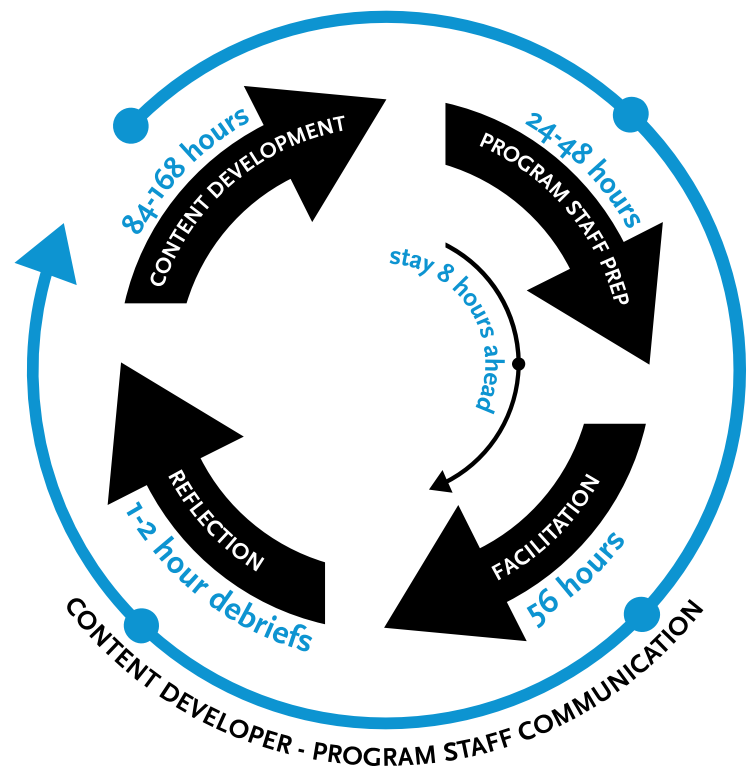 84-168 hours
CONTENT DEVELOPMENT
24-48 hours
PROGRAM STAFF PREP
stay 8 hours ahead
FACILITATION
56 hours
REFLECTION
1-2 hour debriefs
CONTENT DEVELOPER - PROGRAM STAFF COMMUNICATION